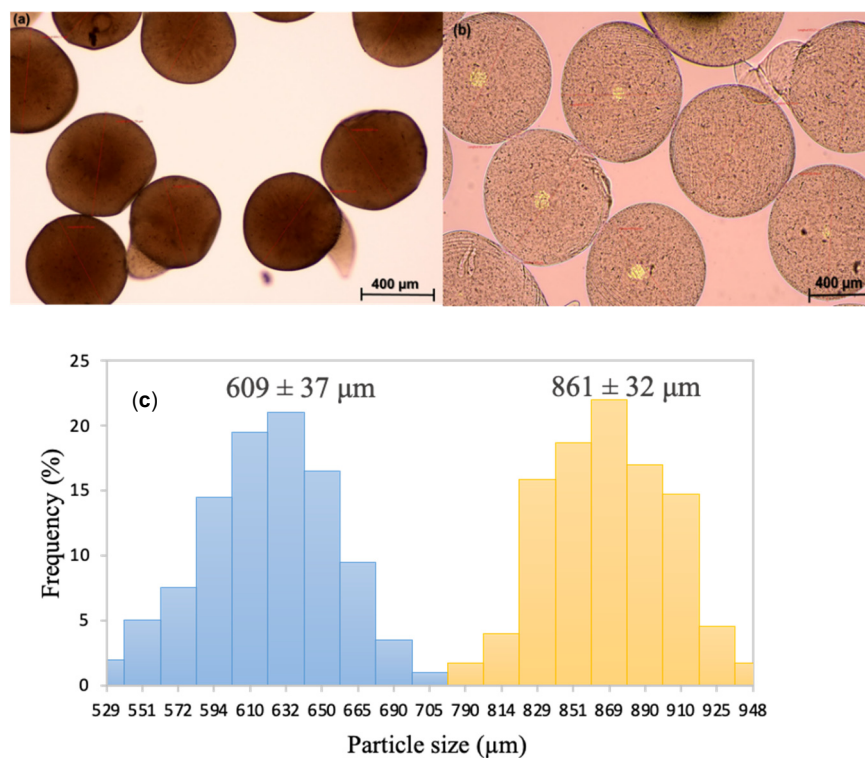 (a)
(b)
400 µm
400 µm
(c)
609 ± 37 µm
861 ± 32 µm
Frequency (%)
25
20
15
10
5
0
529 551 572 594 610 632 650 665 690 705 790 814 829 851 869 890 910 925 948
Particle size (µm)